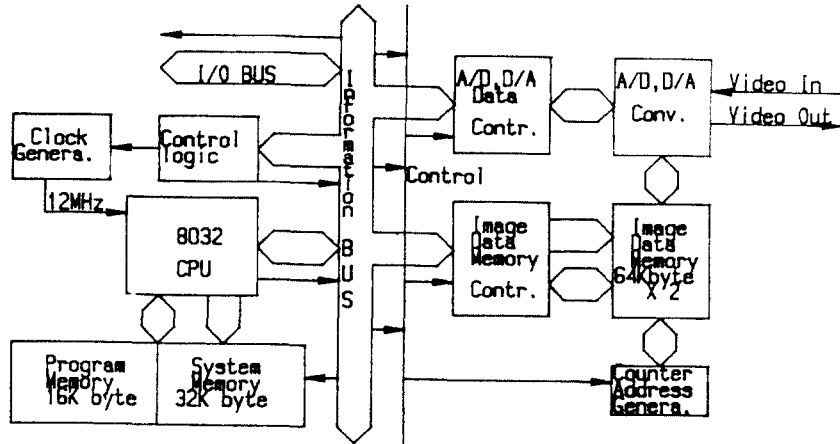 I/O BUS
Information BUS
A/D,D/A
Data
Contr.
A/D,D/A
Conv.
Video In
Video Out
Clock
Genera.
Control
logic
Control
12MHz
8032
CPU
Image
Data
Memory
Contr.
Image
Data
Memory
64Kbyte
X 2
Program
Memory
16K byte
System
Memory
32K byte
Counter
Address
Genera.